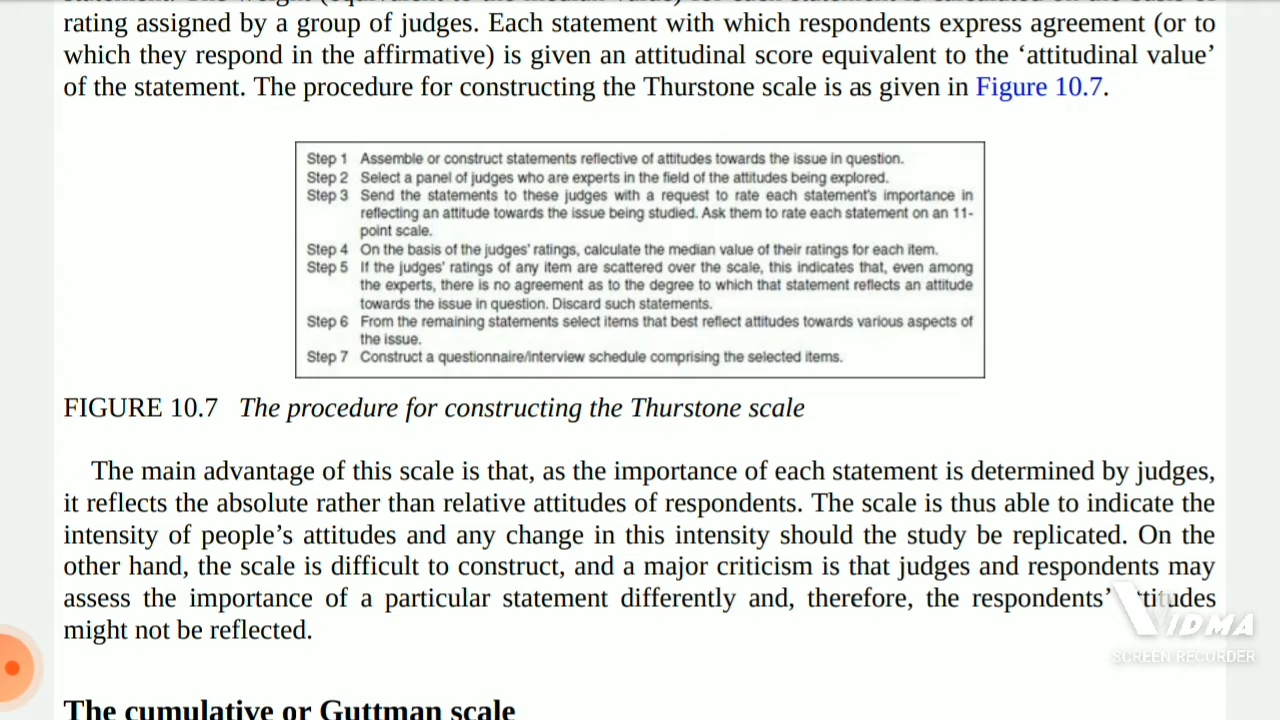 rating assigned by a group of judges. Each statement with which respondents express agreement (or to
which they respond in the affirmative) is given an attitudinal score equivalent to the ‘attitudinal value’
of the statement. The procedure for constructing the Thurstone scale is as given in Figure 10.7.
Step 1 Assemble or construct statements reflective of attitudes towards the issue in question.
Step 2 Select a panel of judges who are experts in the field of the attitudes being explored.
Step 3 Send the statements to these judges with a request to rate each statement's importance in
reflecting an attitude towards the issue being studied. Ask them to rate each statement on an 11-
point scale.
Step 4 On the basis of the judges' ratings, calculate the median value of their ratings for each item.
Step 5 If the judges' ratings of any item are scattered over the scale, this indicates that, even among
the experts, there is no agreement as to the degree to which that statement reflects an attitude
towards the issue in question. Discard such statements.
Step 6 From the remaining statements select items that best reflect attitudes towards various aspects of
the issue.
Step 7 Construct a questionnaire/interview schedule comprising the selected items.
FIGURE 10.7 The procedure for constructing the Thurstone scale
The main advantage of this scale is that, as the importance of each statement is determined by judges,
it reflects the absolute rather than relative attitudes of respondents. The scale is thus able to indicate the
intensity of people’s attitudes and any change in this intensity should the study be replicated. On the
other hand, the scale is difficult to construct, and a major criticism is that judges and respondents may
assess the importance of a particular statement differently and, therefore, the respondents’ attitudes
might not be reflected.
VIDMA
SCREEN RECORDER
The cumulative or Guttman scale